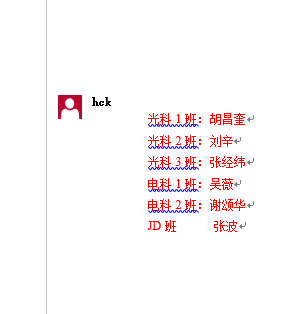 hck
光科 1 班：胡昌奎
光科 2 班：刘辛
光科 3 班：张经纬
电科 1 班：吴薇
电科 2 班：谢颂华
JD 班 张波